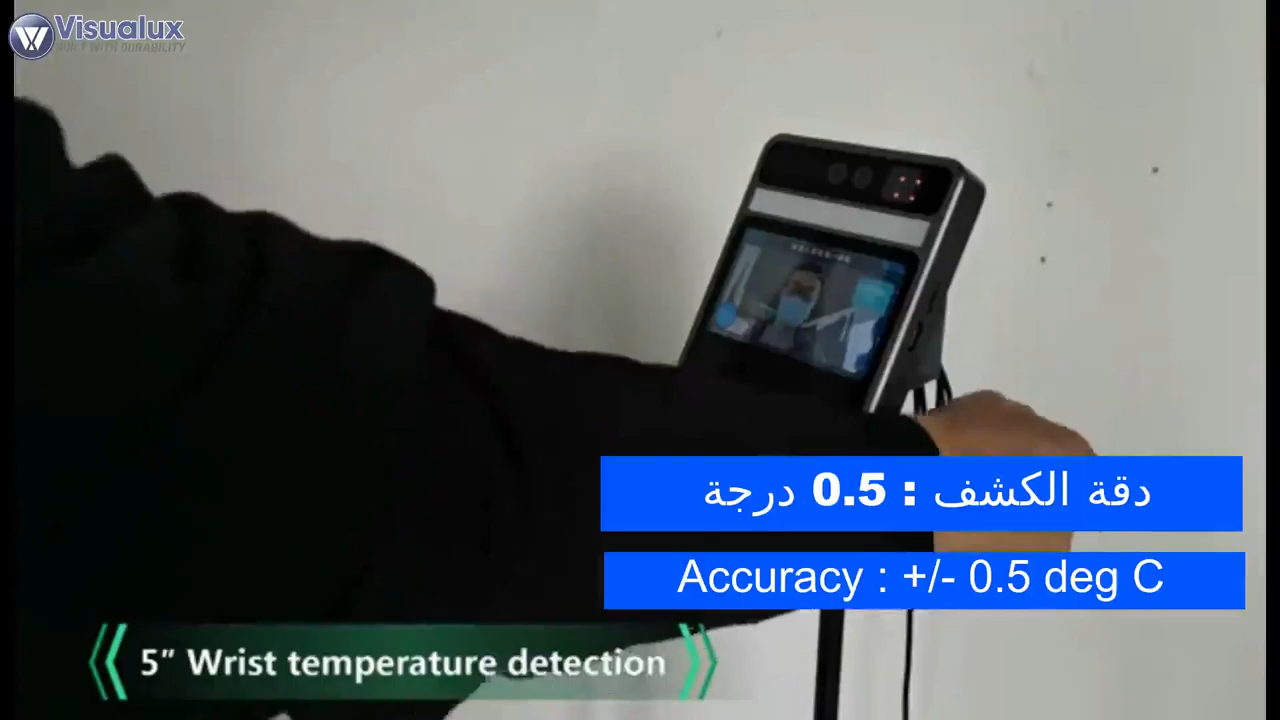 Visualux
BUILT WITH DURABILITY
دقة الكشف : 0.5 درجة
Accuracy : +/- 0.5 deg C
5” Wrist temperature detection